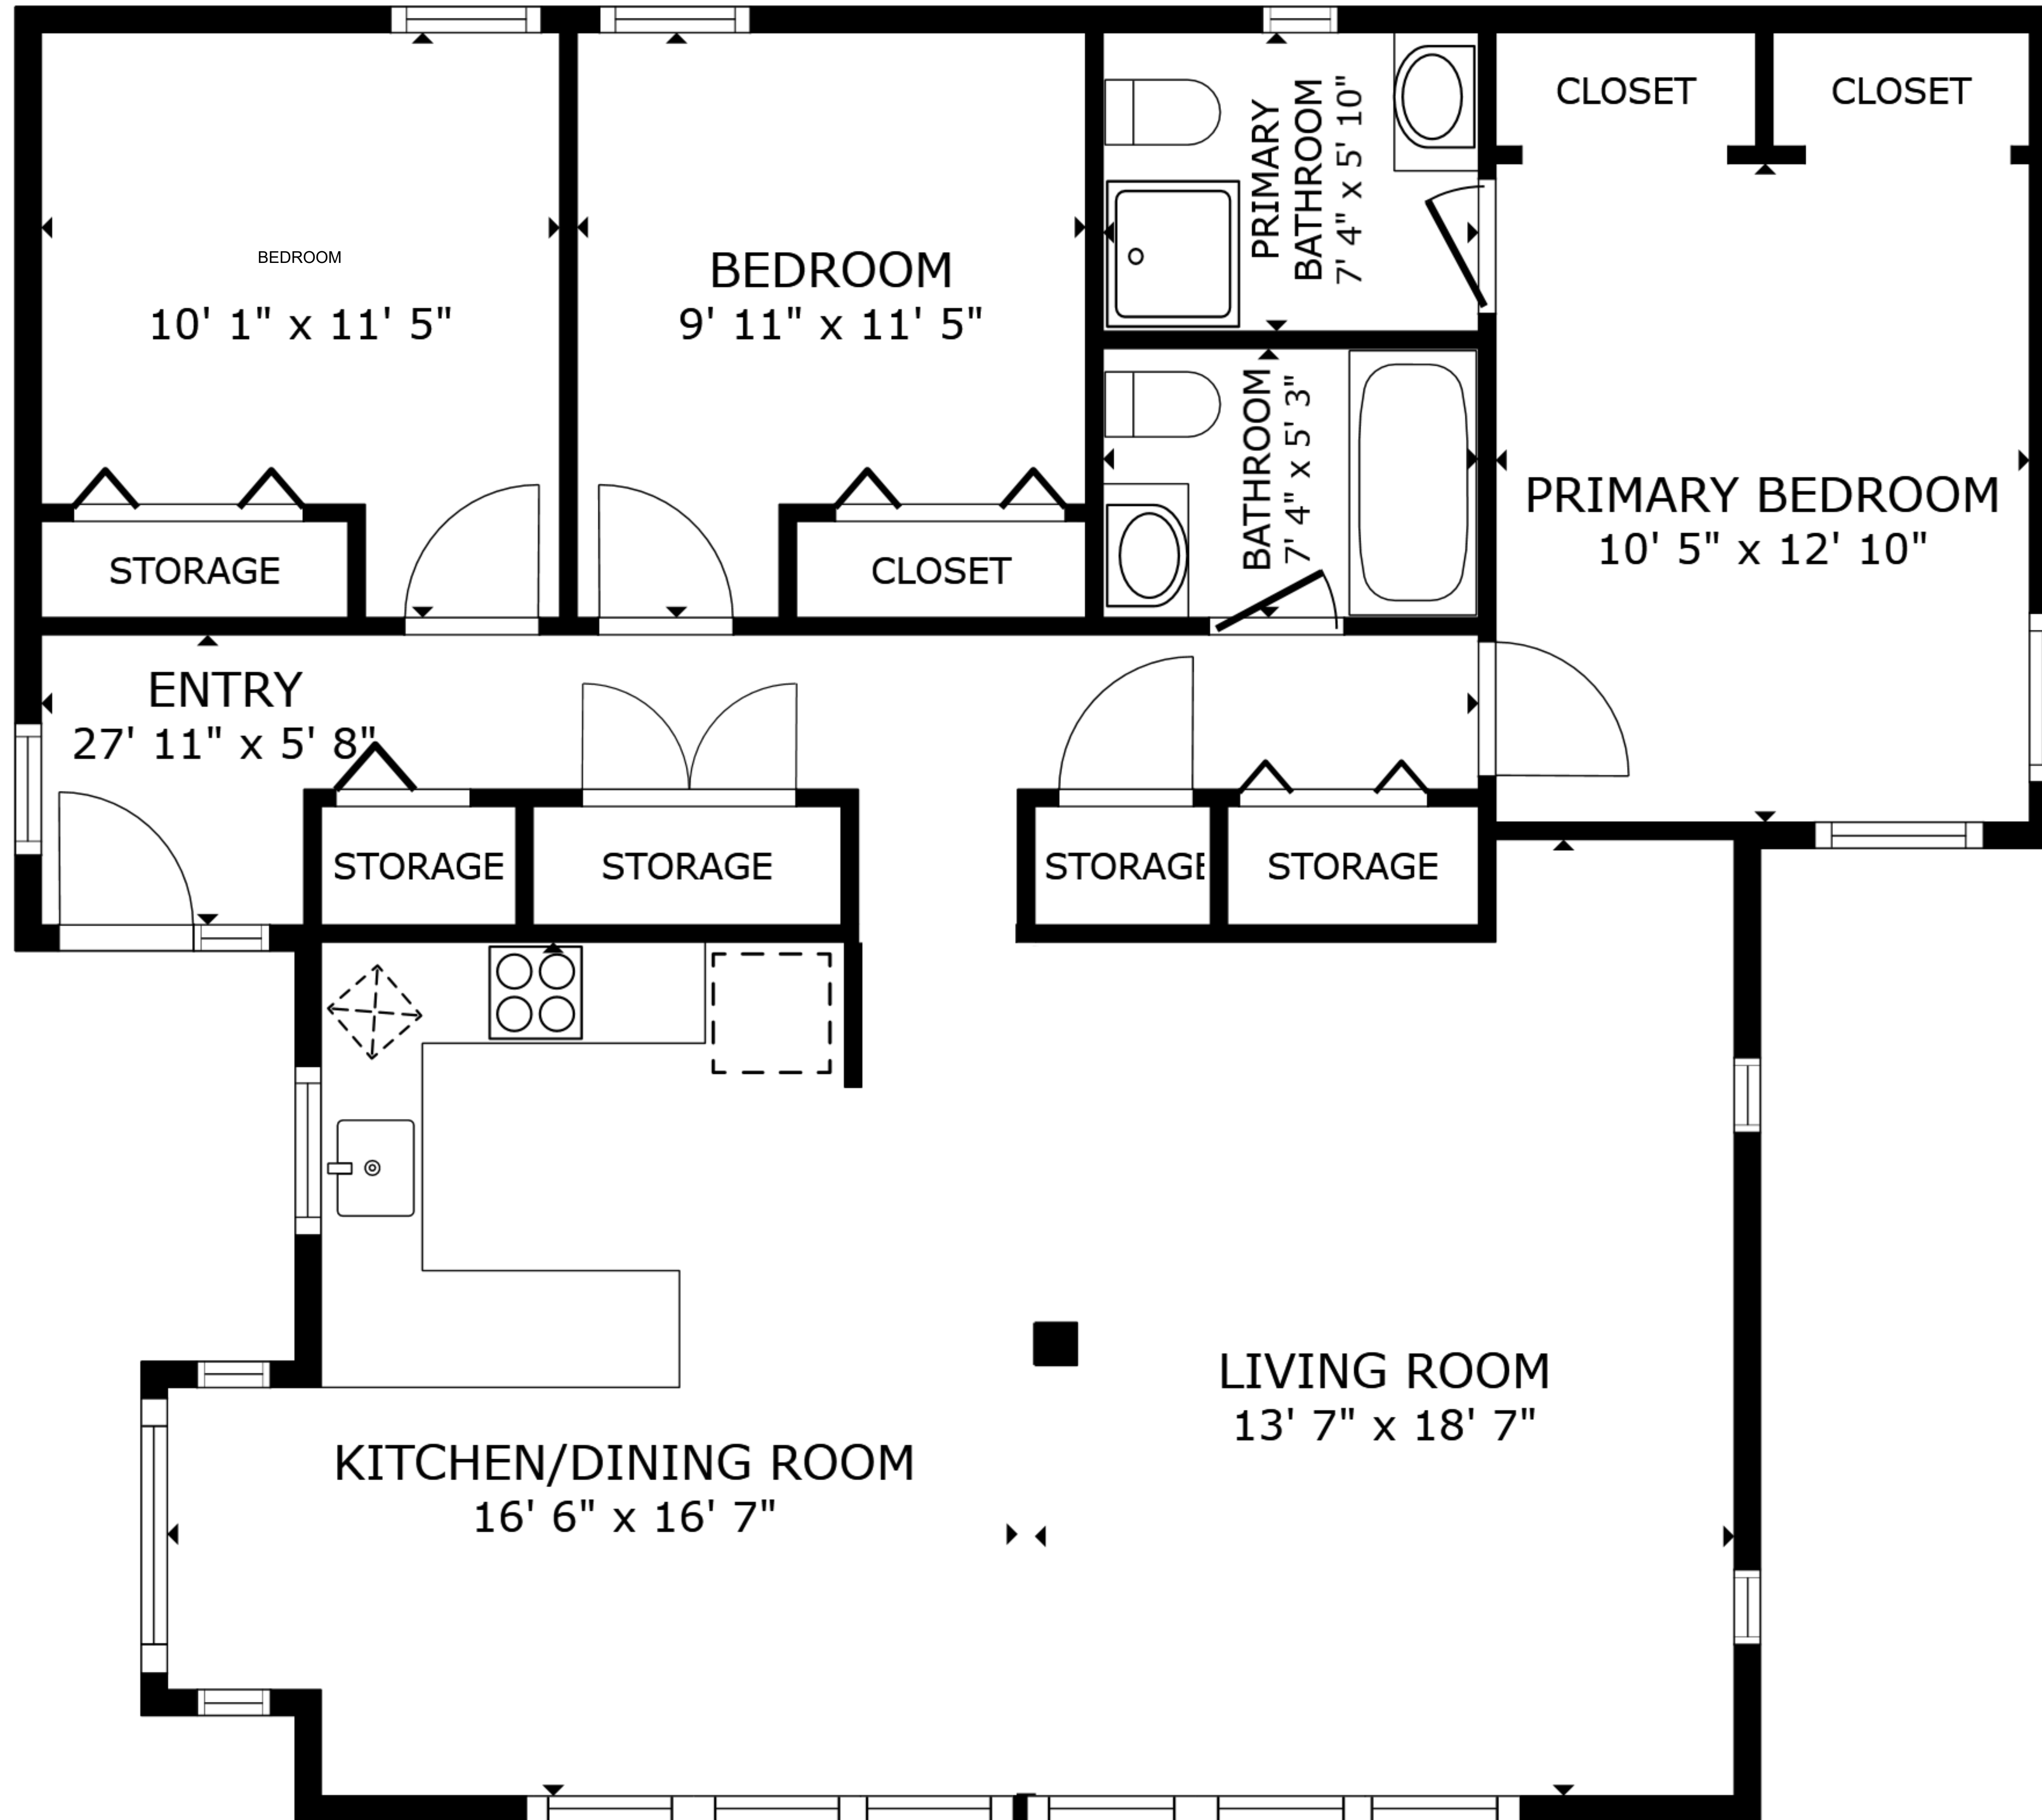 BEDROOM
10' 1" x 11' 5"
BEDROOM
9' 11" x 11' 5"
PRIMARY
BATHROOM
7' 4" x 5' 10"
CLOSET
CLOSET
BATHROOM
7' 4" x 5' 3"
PRIMARY BEDROOM
10' 5" x 12' 10"
STORAGE
CLOSET
ENTRY
27' 11" x 5' 8"
STORAGE
STORAGE
STORAGE
STORAGE
LIVING ROOM
13' 7" x 18' 7"
KITCHEN/DINING ROOM
16' 6" x 16' 7"